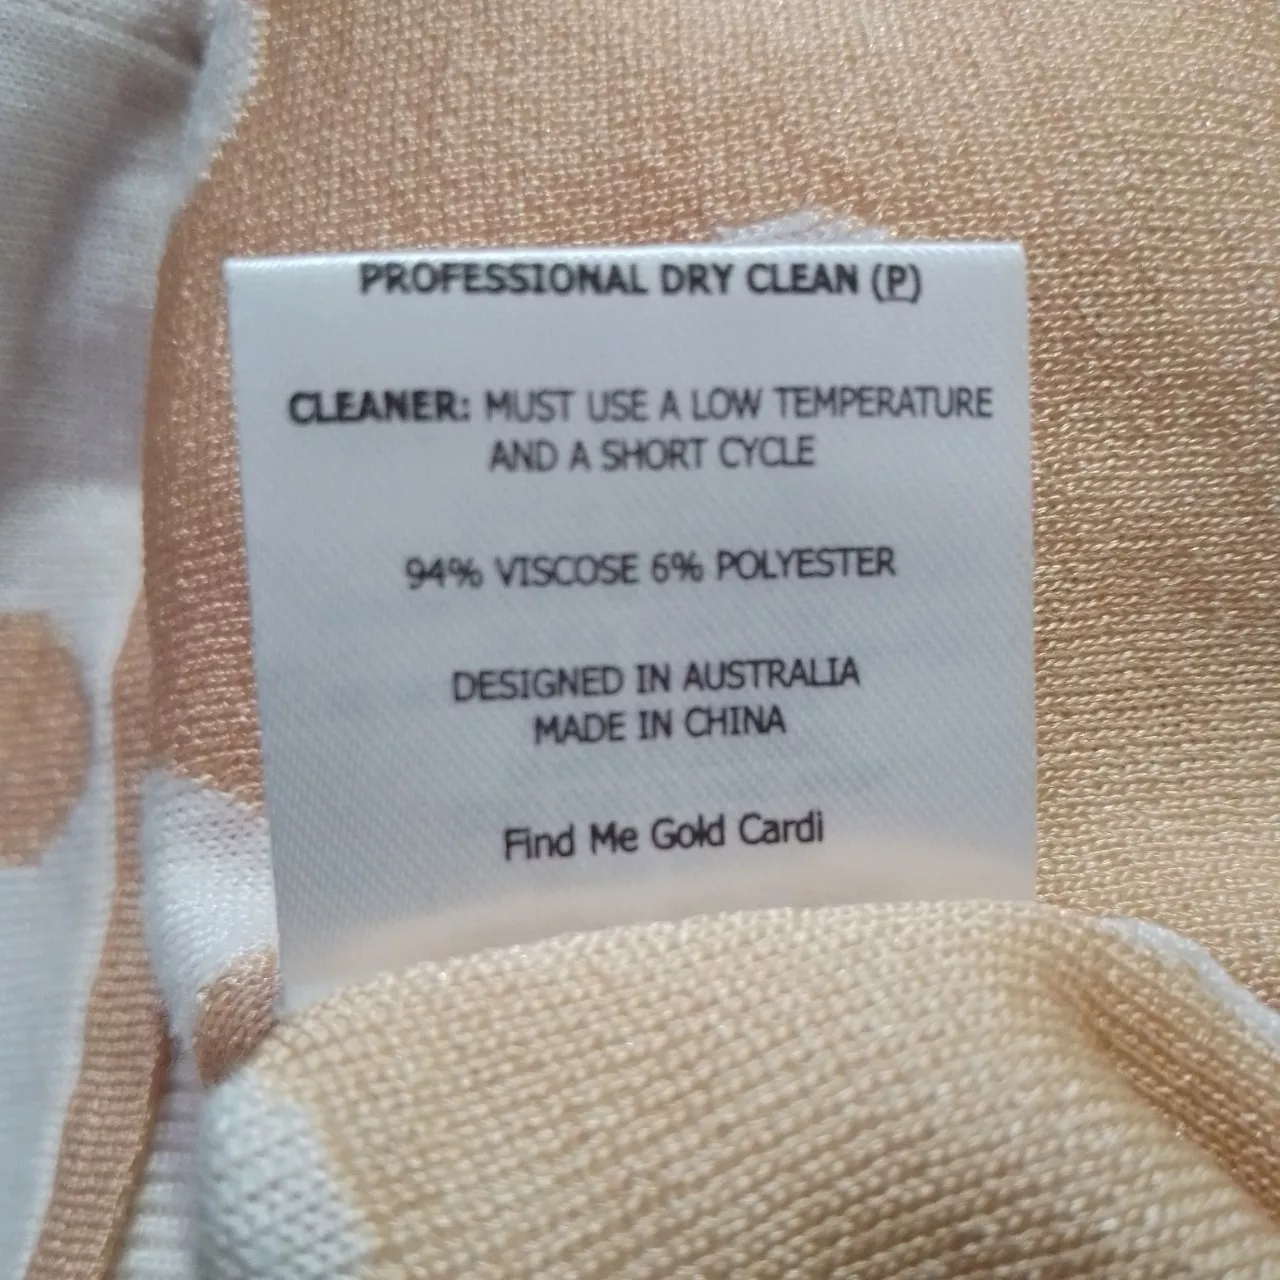 PROFESSIONAL DRY CLEAN (P)
CLEANER: MUST USE A LOW TEMPERATURE
AND A SHORT CYCLE
94% VISCOSE 6% POLYESTER
DESIGNED IN AUSTRALIA
MADE IN CHINA
Find Me Gold Cardi